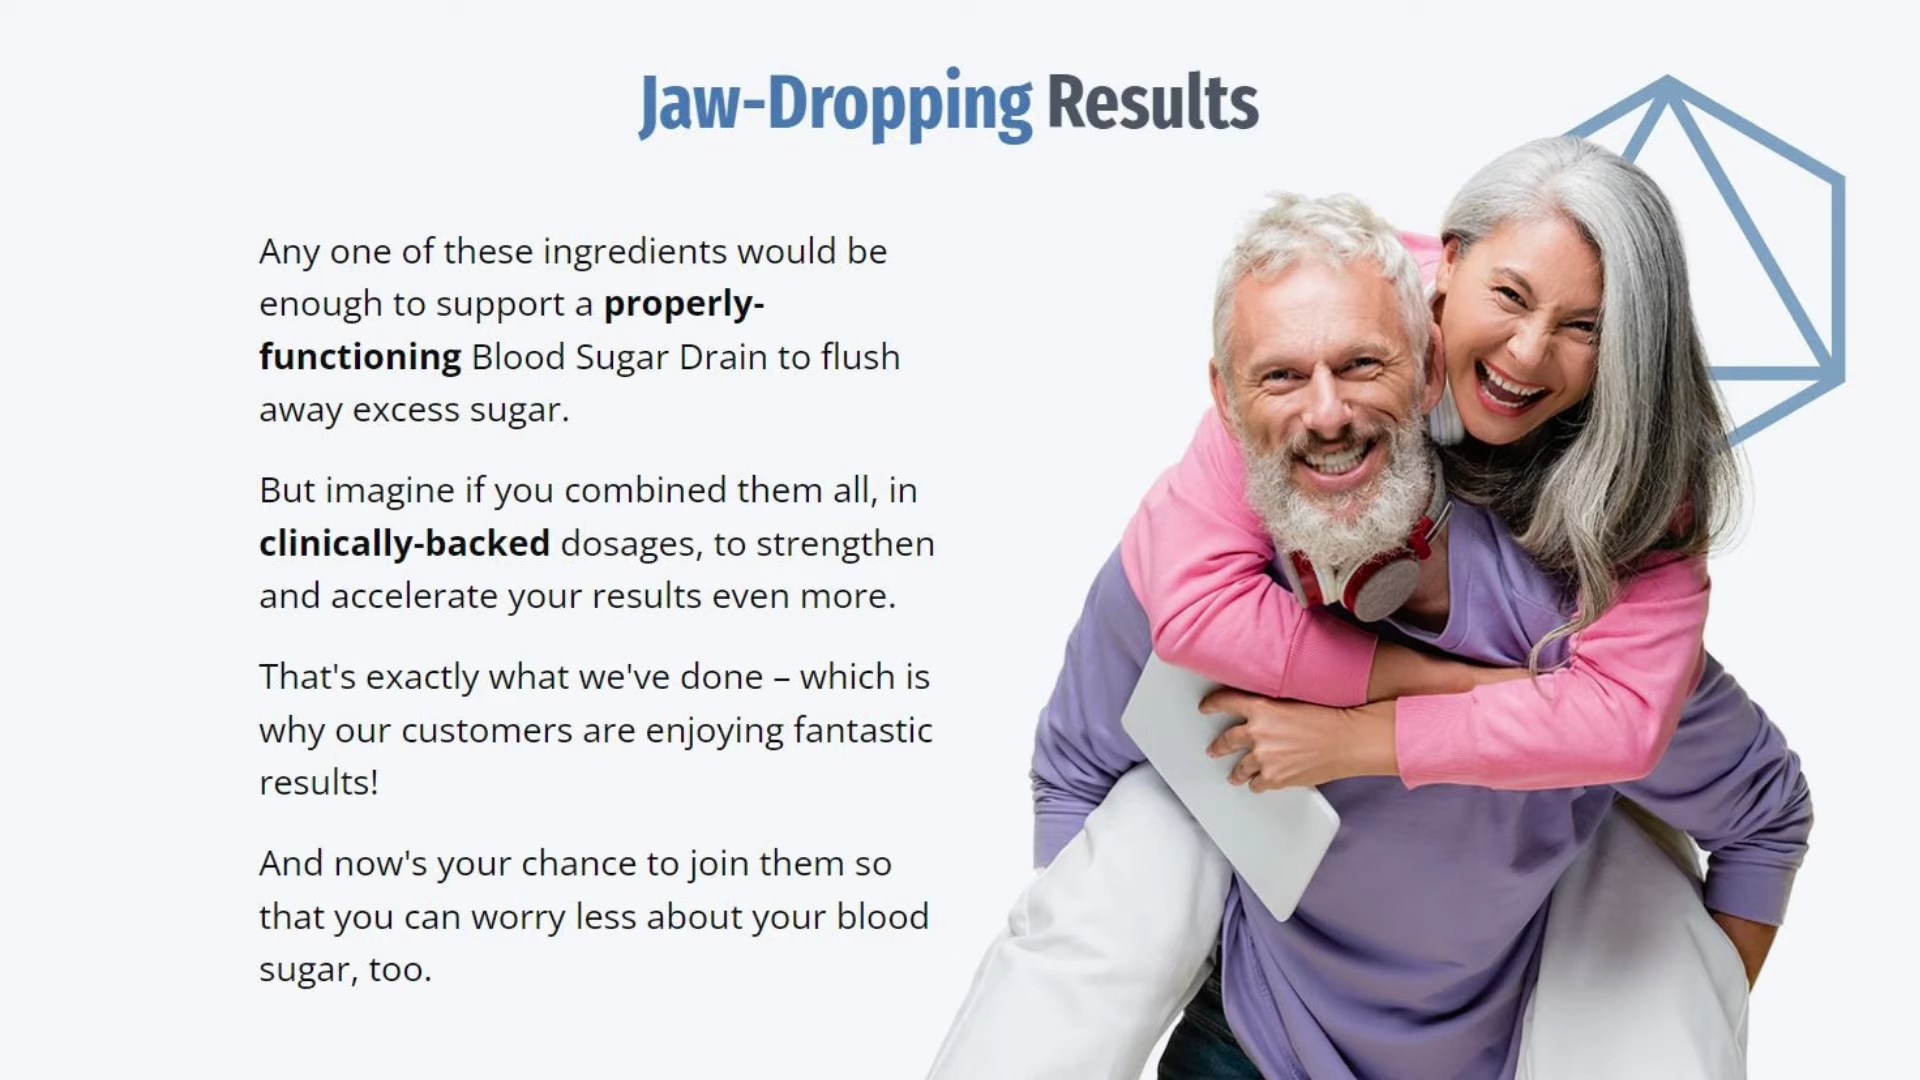 Jaw-Dropping Results
Any one of these ingredients would be
enough to support a properly-
functioning Blood Sugar Drain to flush
away excess sugar.
But imagine if you combined them all, in
clinically-backed dosages, to strengthen
and accelerate your results even more.
That's exactly what we've done – which is
why our customers are enjoying fantastic
results!
And now's your chance to join them so
that you can worry less about your blood
sugar, too.